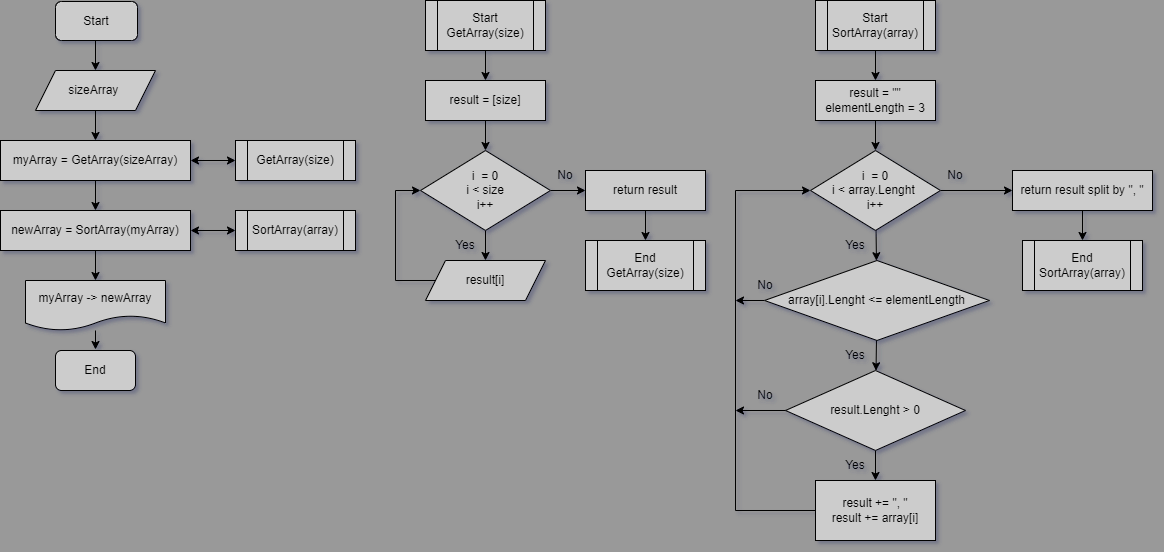 Start
sizeArray
myArray = GetArray(sizeArray)
GetArray(size)
newArray = SortArray(myArray)
SortArray(array)
myArray -> newArray
End
Start
GetArray(size)
result = [size]
i = 0
i < size
i++
No
return result
Yes
result[i]
End
GetArray(size)
Start
SortArray(array)
result = ""
elementLength = 3
i = 0
i < array.Lenght
i++
No
return result split by ", "
End
SortArray(array)
Yes
No
array[i].Lenght <= elementLength
Yes
No
result.Lenght > 0
Yes
result += ", "
result += array[i]